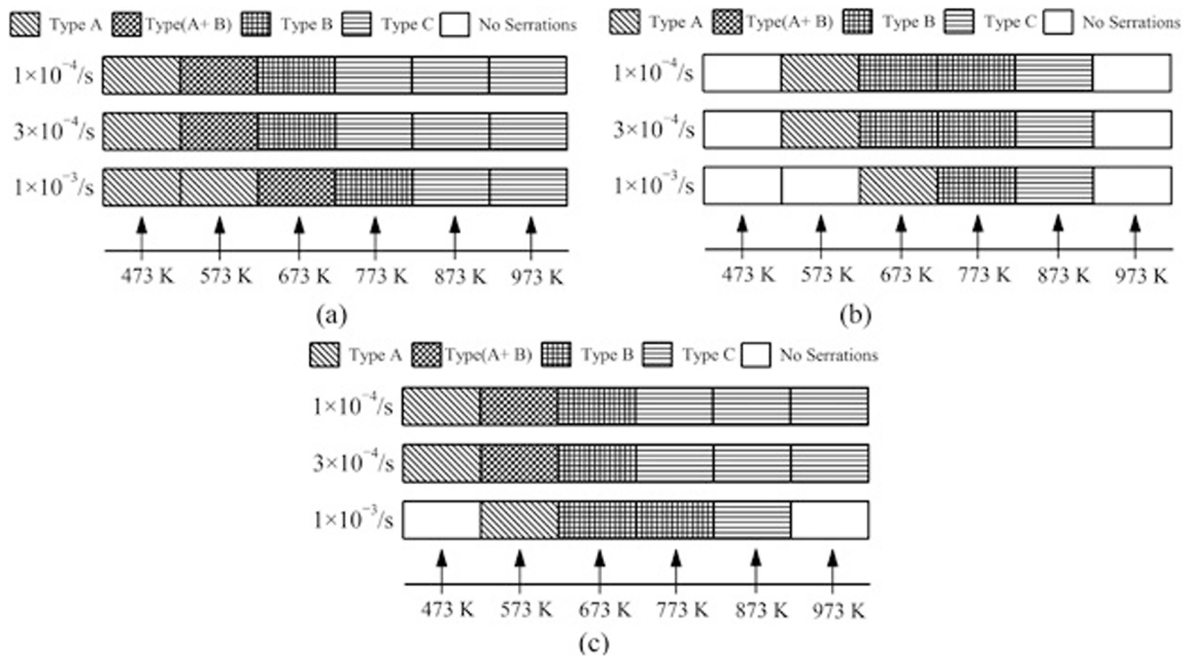 Type A Type(A+ B) Type B Type C No Serrations
1×10⁻⁴/s
3×10⁻⁴/s
1×10⁻³/s
473 K 573 K 673 K 773 K 873 K 973 K
(a)
Type A Type(A+ B) Type B Type C No Serrations
1×10⁻⁴/s
3×10⁻⁴/s
1×10⁻³/s
473 K 573 K 673 K 773 K 873 K 973 K
(b)
Type A Type(A+ B) Type B Type C No Serrations
1×10⁻⁴/s
3×10⁻⁴/s
1×10⁻³/s
473 K 573 K 673 K 773 K 873 K 973 K
(c)